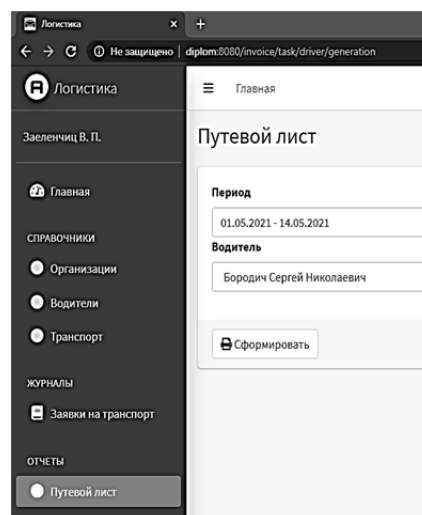 Логистика
Не защищено | diplom:8080/invoice/task/driver/generation
Я Логистика
Главная
Заеленчиц В. П.
Путевой лист
Главная
Период
01.05.2021 - 14.05.2021
СПРАВОЧНИКИ
Водитель
Организации
Бородич Сергей Николаевич
Водители
Транспорт
Сформировать
ЖУРНАЛЫ
Заявки на транспорт
ОТЧЕТЫ
Путевой лист